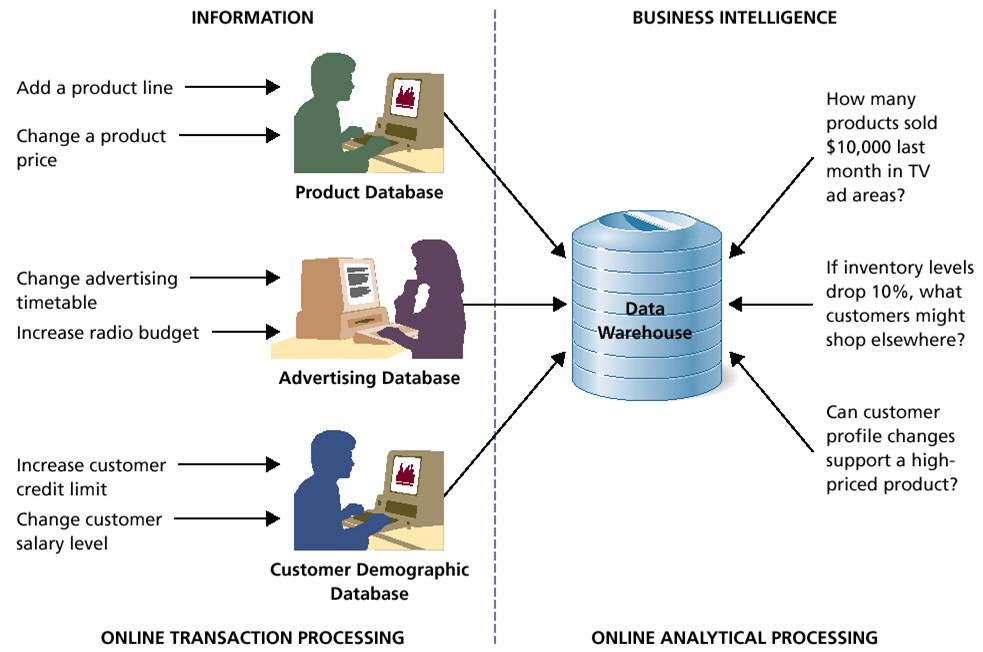 INFORMATION
BUSINESS INTELLIGENCE
Add a product line
Change a product
price
Product Database
Change advertising
timetable
Increase radio budget
Advertising Database
Increase customer
credit limit
Change customer
salary level
Customer Demographic
Database
Data
Warehouse
How many
products sold
$10,000 last
month in TV
ad areas?
If inventory levels
drop 10%, what
customers might
shop elsewhere?
Can customer
profile changes
support a high-
priced product?
ONLINE TRANSACTION PROCESSING
ONLINE ANALYTICAL PROCESSING